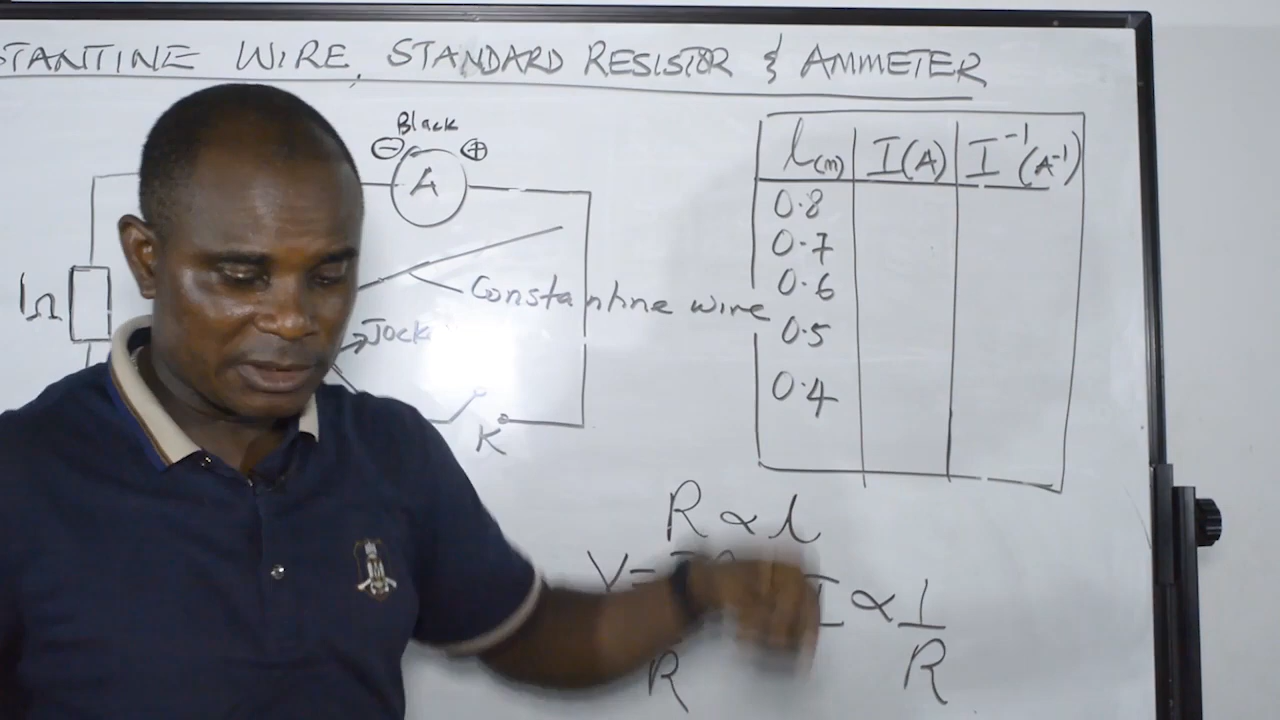 STANTINE WIRE, STANDARD RESISTOR & AMMETER
Black
⊖ ⊕
A
1Ω
Constantine wire
Jock
K
l(m) I(A) I⁻¹(A⁻¹)
0.8
0.7
0.6
0.5
0.4
R ∝ l
V=
I ∝ 1
R
R